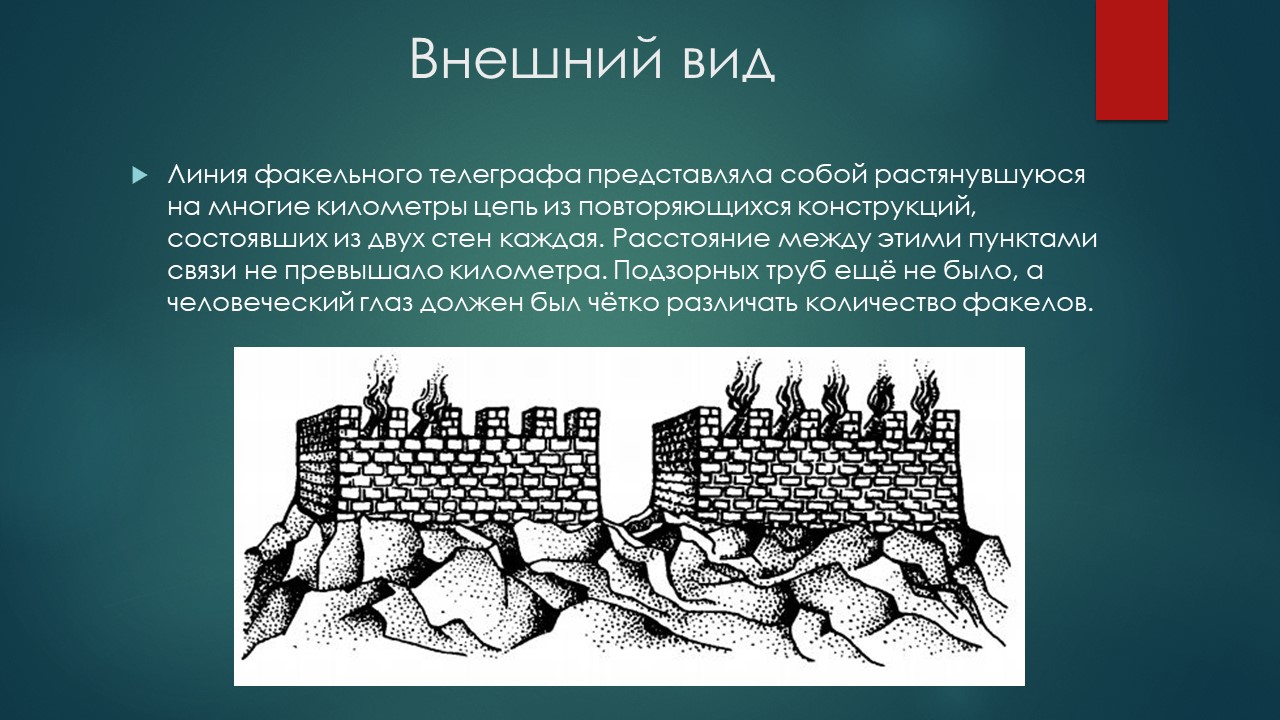 Внешний вид
Линия факельного телеграфа представляла собой растянувшуюся
на многие километры цепь из повторяющихся конструкций,
состоявших из двух стен каждая. Расстояние между этими пунктами
связи не превышало километра. Подзорных труб ещё не было, а
человеческий глаз должен был чётко различать количество факелов.